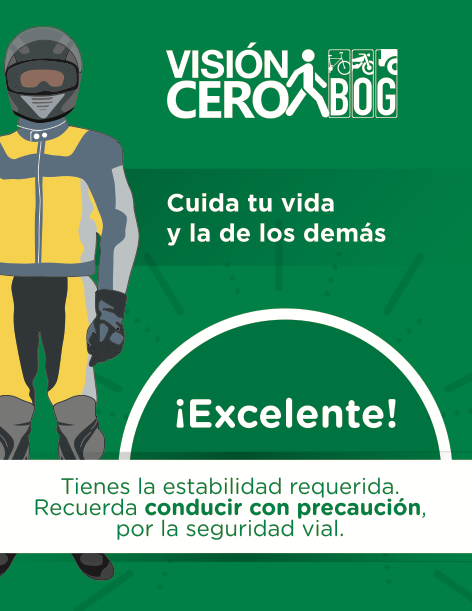 VISIÓN
CERO BOG
Cuida tu vida
y la de los demás
¡Excelente!
Tienes la estabilidad requerida.
Recuerda conducir con precaución,
por la seguridad vial.